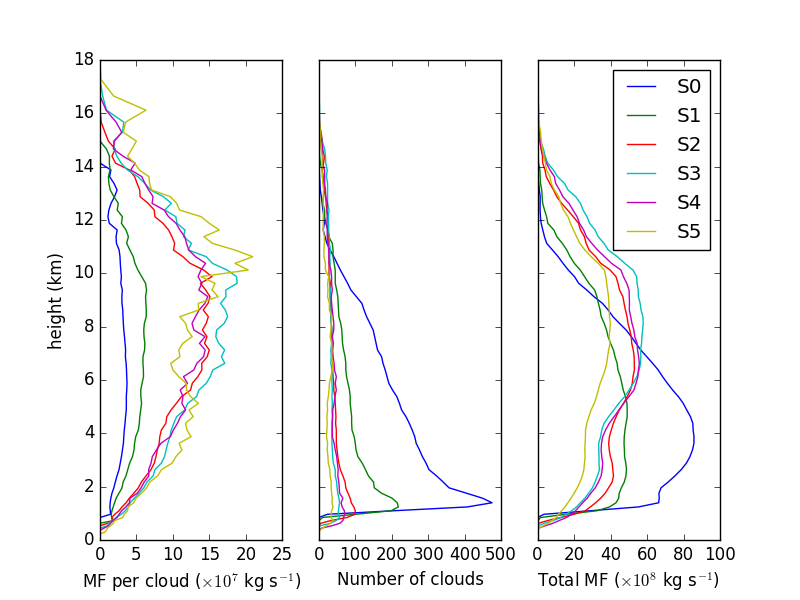 18
16
14
12
10
8
6
4
2
0
height (km)
0 5 10 15 20 25
MF per cloud (×10⁷ kg s⁻¹)
0 100 200 300 400 500
Number of clouds
0 20 40 60 80 100
Total MF (×10⁸ kg s⁻¹)
S0
S1
S2
S3
S4
S5